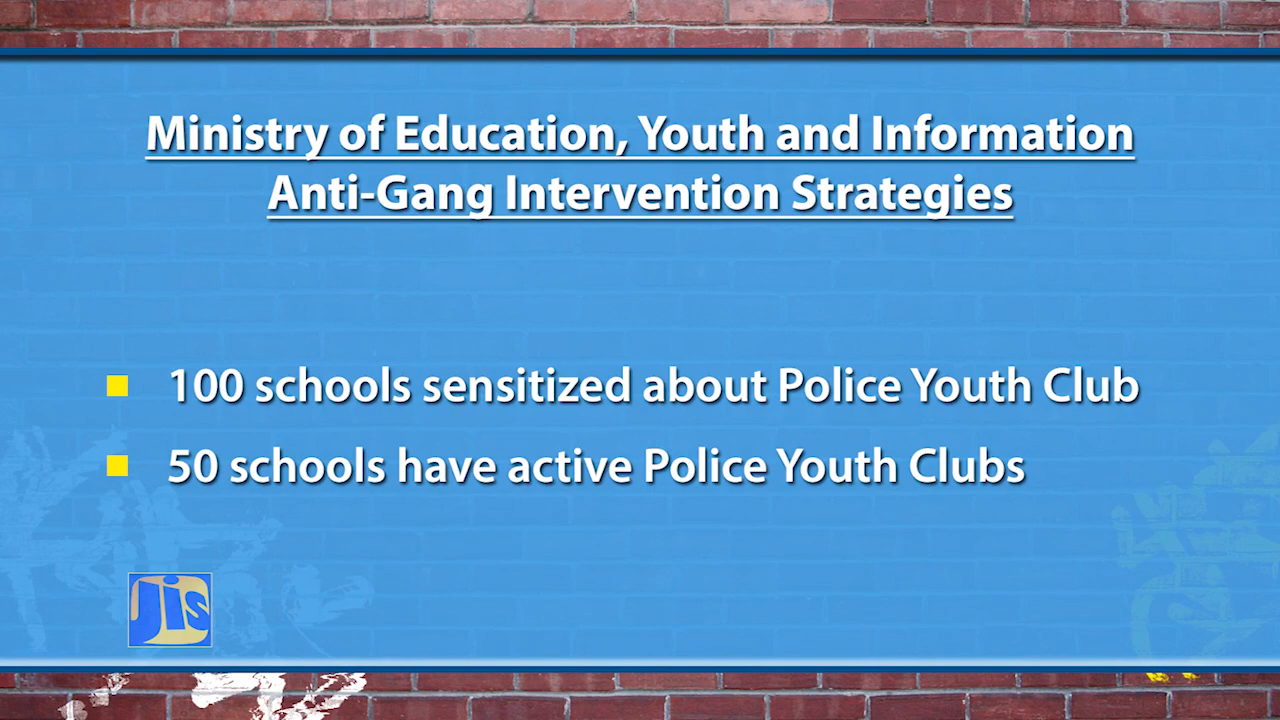 Ministry of Education, Youth and Information
Anti-Gang Intervention Strategies
100 schools sensitized about Police Youth Club
50 schools have active Police Youth Clubs
Jis